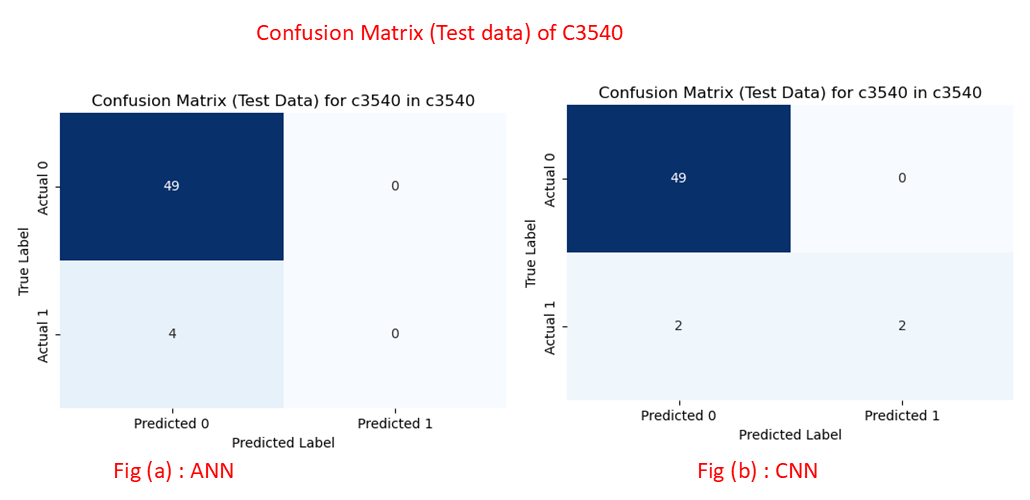 Confusion Matrix (Test data) of C3540
Confusion Matrix (Test Data) for c3540 in c3540
True Label
Actual 0
49
0
Actual 1
4
0
Predicted 0
Predicted 1
Predicted Label
Fig (a) : ANN
Confusion Matrix (Test Data) for c3540 in c3540
True Label
Actual 0
49
0
Actual 1
2
2
Predicted 0
Predicted 1
Predicted Label
Fig (b) : CNN